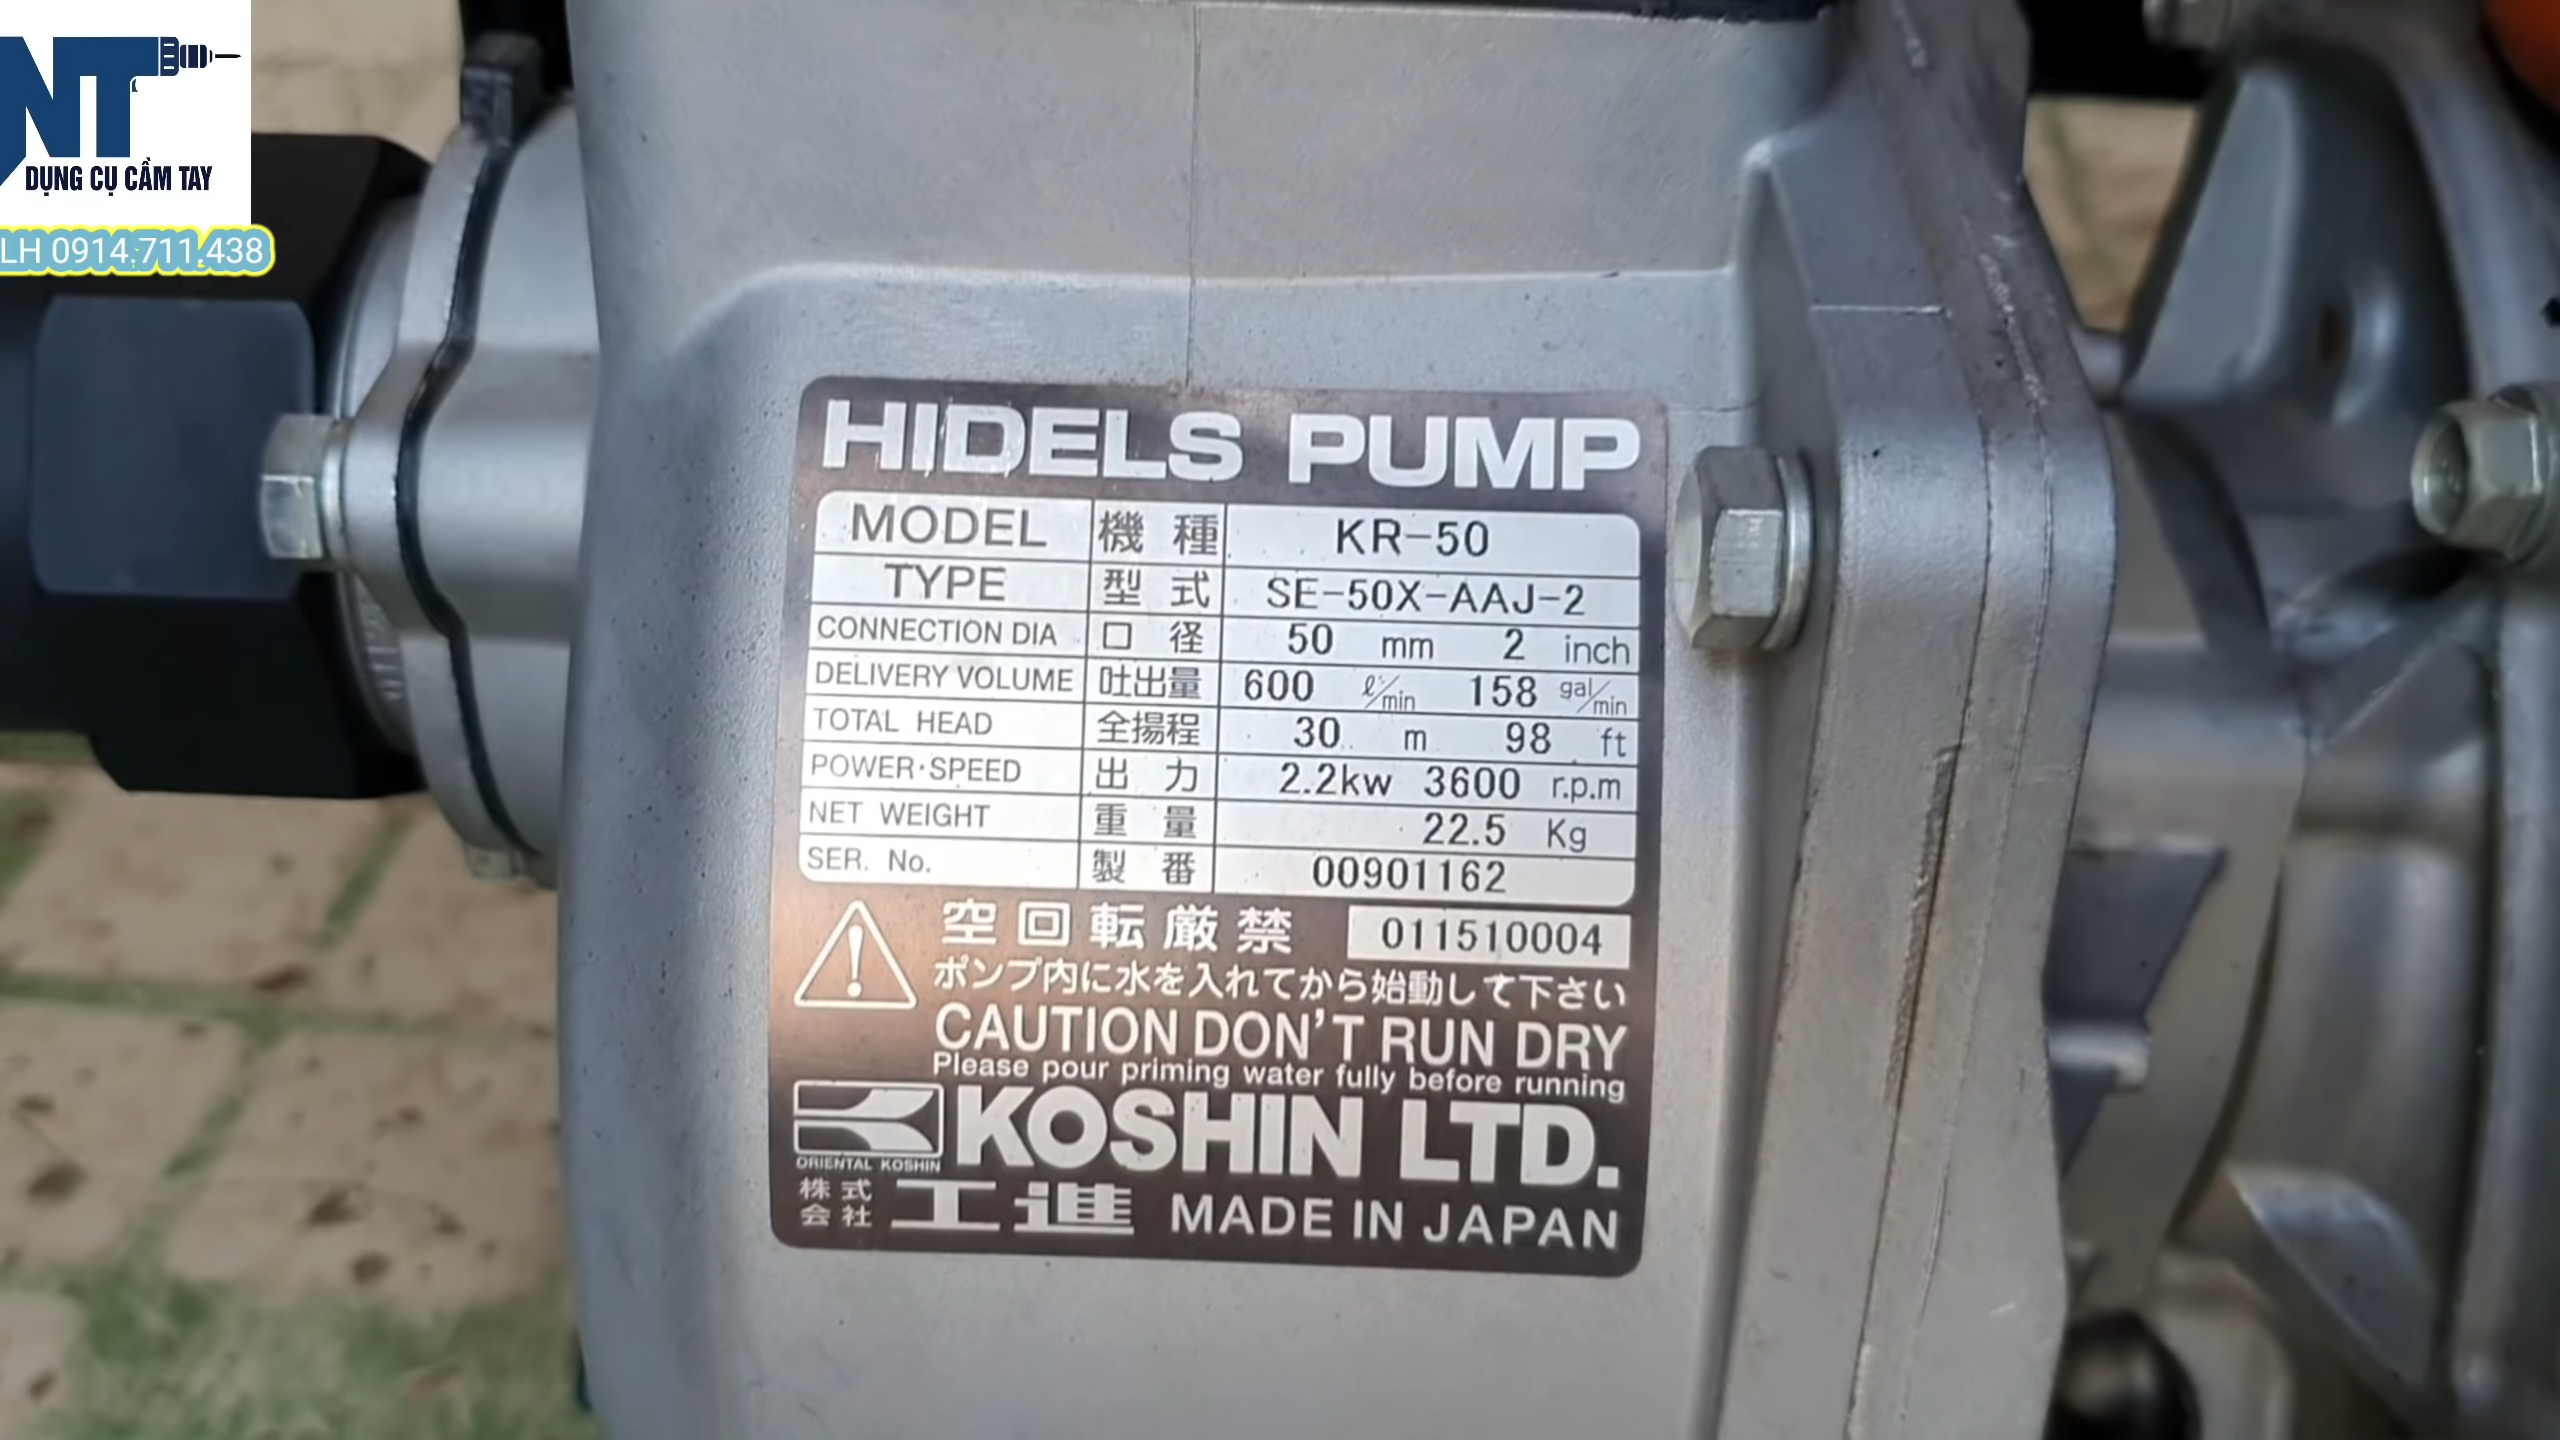 NT
DỤNG CỤ CẦM TAY
LH 0914.711.438
HIDELS PUMP
MODEL 機種 KR-50
TYPE 型式 SE-50X-AAJ-2
CONNECTION DIA 口径 50 mm 2 inch
DELIVERY VOLUME 吐出量 600 ℓ/min 158 gal/min
TOTAL HEAD 全揚程 30 m 98 ft
POWER・SPEED 出力 2.2kw 3600 r.p.m
NET WEIGHT 重量 22.5 Kg
SER. No. 製番 00901162
空回転厳禁 011510004
ポンプ内に水を入れてから始動して下さい
CAUTION DON'T RUN DRY
Please pour priming water fully before running
KOSHIN LTD.
ORIENTAL KOSHIN
株式会社 工進 MADE IN JAPAN